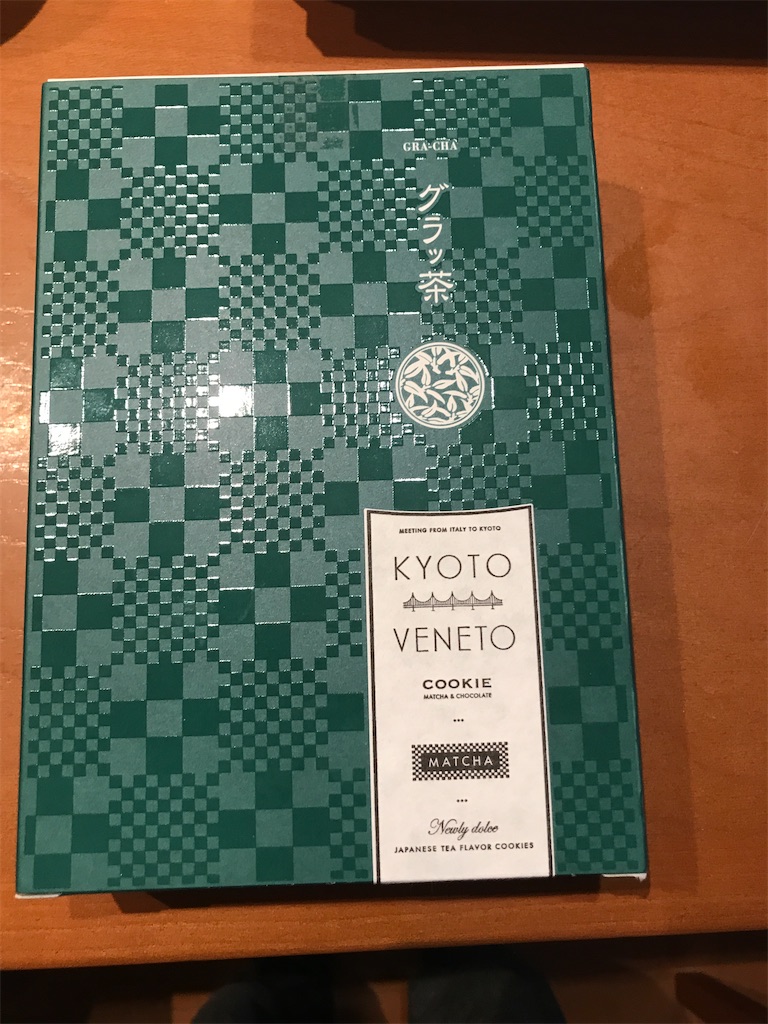 GRA-CHA
グラッ茶
MEETING FROM ITALY TO KYOTO
KYOTO
VENETO
COOKIE
MATCHA & CHOCOLATE
•••
MATCHA
•••
Newly dolce
JAPANESE TEA FLAVOR COOKIES